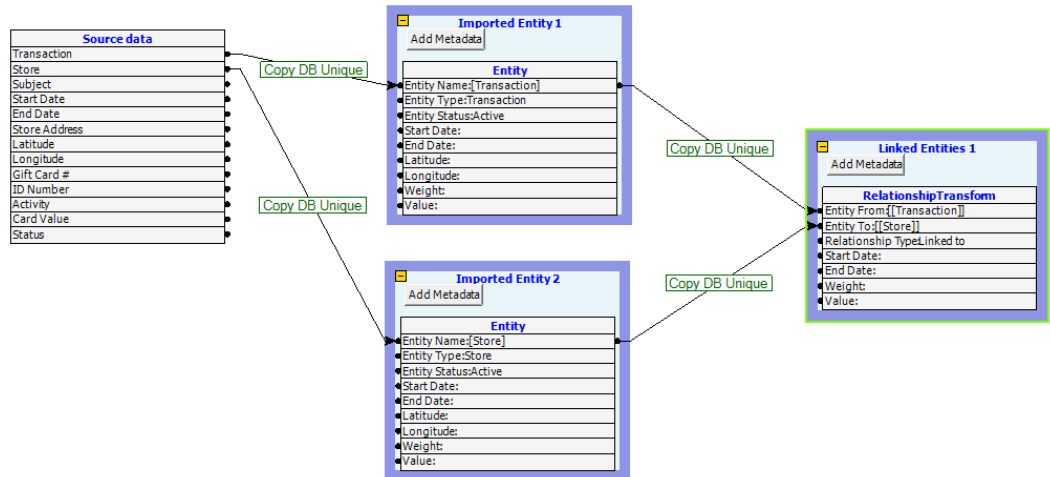 Source data
Transaction
Store
Subject
Start Date
End Date
Store Address
Latitude
Longitude
Gift Card #
ID Number
Activity
Card Value
Status
Copy DB Unique
Copy DB Unique
Imported Entity 1
Add Metadata
Entity
Entity Name:[Transaction]
Entity Type:Transaction
Entity Status:Active
Start Date:
End Date:
Latitude:
Longitude:
Weight:
Value:
Imported Entity 2
Add Metadata
Entity
Entity Name:[Store]
Entity Type:Store
Entity Status:Active
Start Date:
End Date:
Latitude:
Longitude:
Weight:
Value:
Copy DB Unique
Copy DB Unique
Linked Entities 1
Add Metadata
RelationshipTransform
Entity From:[[Transaction]]
Entity To:[[Store]]
Relationship Type:Linked to
Start Date:
End Date:
Weight:
Value: